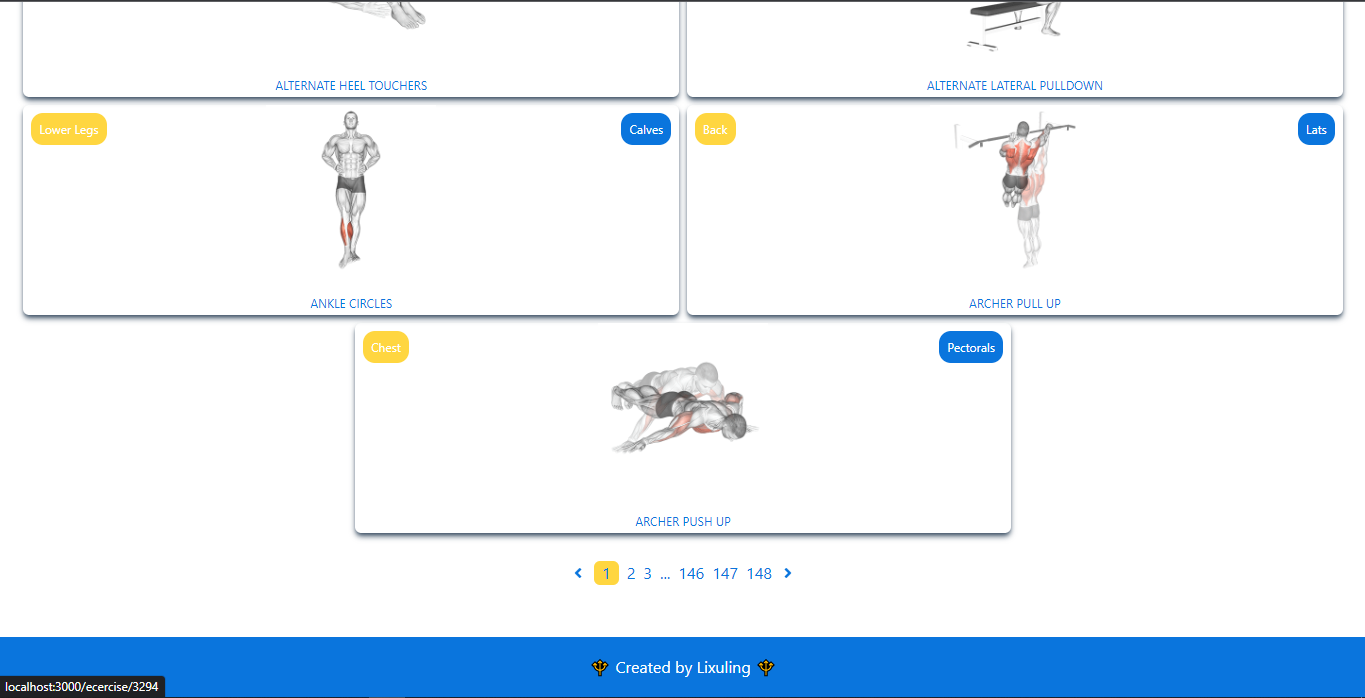 ALTERNATE HEEL TOUCHERS
ALTERNATE LATERAL PULLDOWN
Lower Legs
Calves
Back
Lats
ANKLE CIRCLES
ARCHER PULL UP
Chest
Pectorals
ARCHER PUSH UP
1 2 3 ... 146 147 148
Created by Lixuling
localhost:3000/ecercise/3294